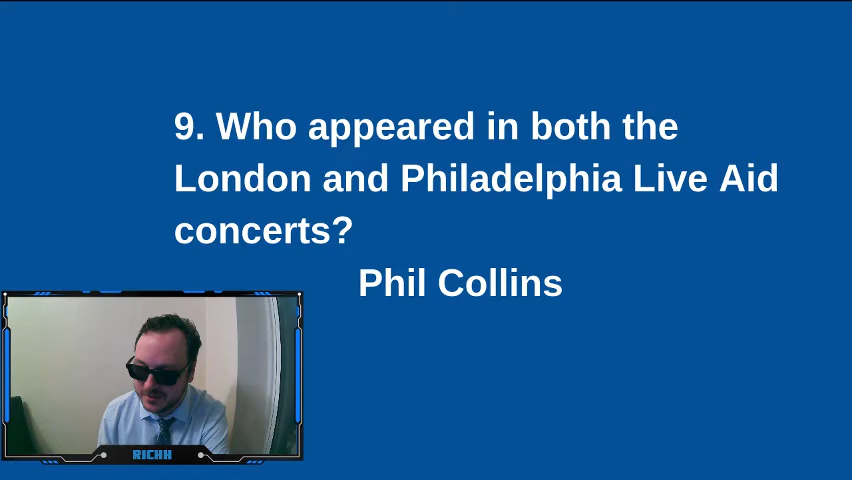 9. Who appeared in both the
London and Philadelphia Live Aid
concerts?
Phil Collins
RICHH